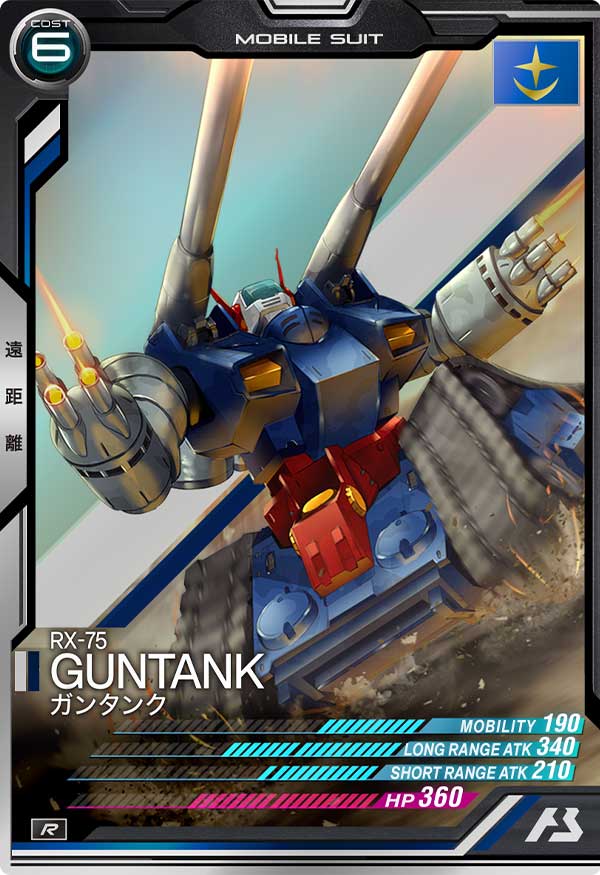 COST
6
MOBILE SUIT
遠距離
RX-75
GUNTANK
ガンタンク
MOBILITY 190
LONG RANGE ATK 340
SHORT RANGE ATK 210
HP 360
R